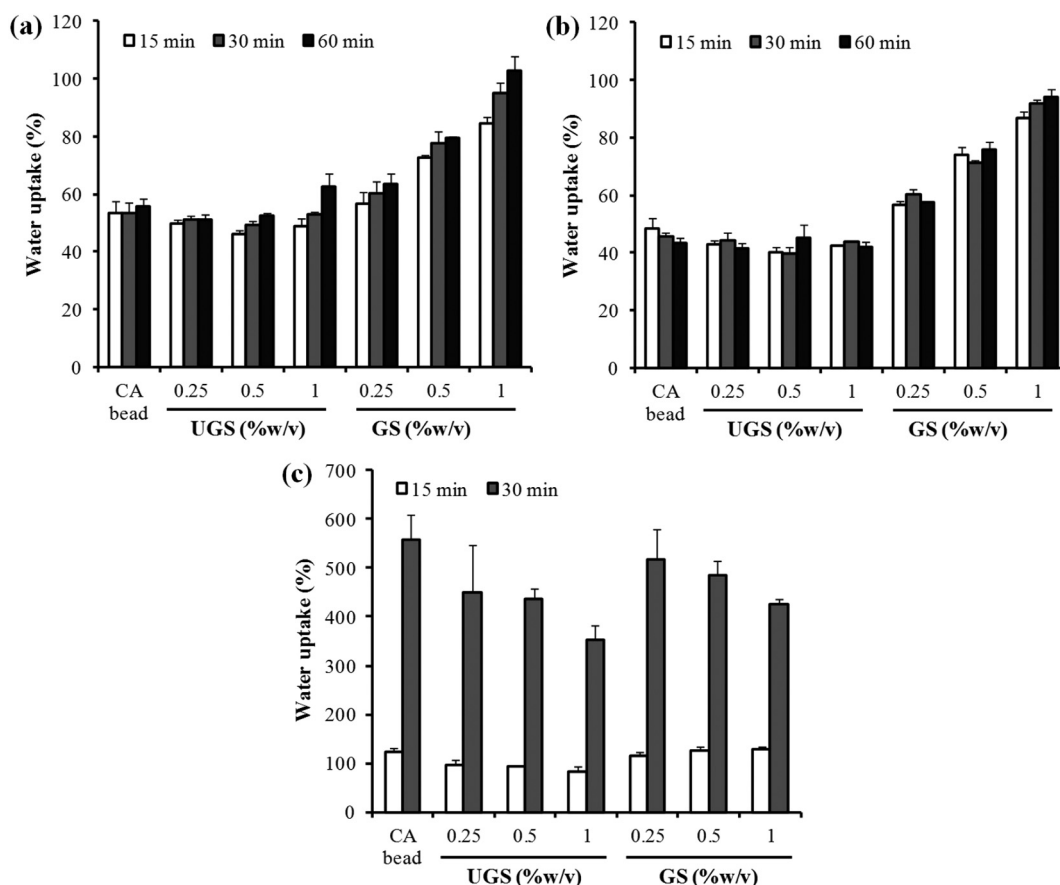 (a)
15 min 30 min 60 min
Water uptake (%)
120
100
80
60
40
20
0
CA bead 0.25 0.5 1 0.25 0.5 1
UGS (%w/v) GS (%w/v)
(b)
15 min 30 min 60 min
Water uptake (%)
120
100
80
60
40
20
0
CA bead 0.25 0.5 1 0.25 0.5 1
UGS (%w/v) GS (%w/v)
(c)
15 min 30 min
Water uptake (%)
700
600
500
400
300
200
100
0
CA bead 0.25 0.5 1 0.25 0.5 1
UGS (%w/v) GS (%w/v)